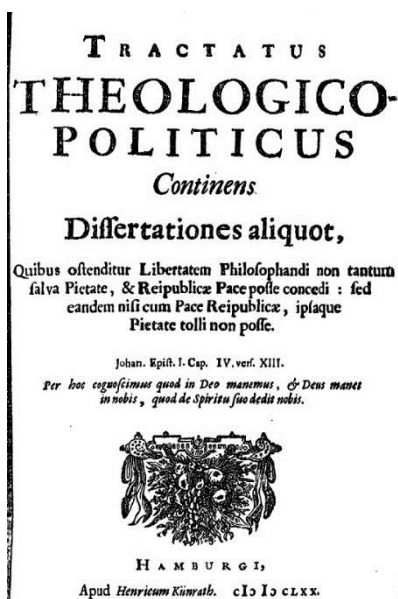 TRACTATUS
THEOLOGICO-
POLITICUS
Continens
Dissertationes aliquot,
Quibus ostenditur Libertatem Philosophandi non tantum
salva Pietate, & Reipublicæ Pace posse concedi : sed
eandem nisi cum Pace Reipublicæ, ipsaque
Pietate tolli non posse.
Johan. Epist. I. Cap. IV. vers. XIII.
Per hoc cognoscimus quod in Deo manemus, & Deus manet
in nobis, quod de Spiritu suo dedit nobis.
HAMBURGI,
Apud Henricum Künrath. cIↃ IↃ CLXX.